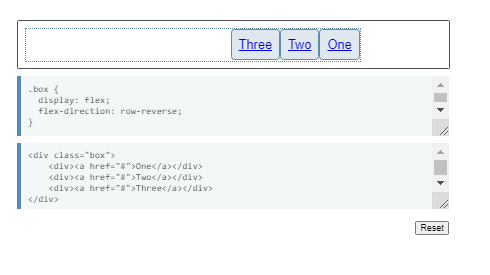 Three Two One
.box {
  display: flex;
  flex-direction: row-reverse;
}
<div class="box">
    <div><a href="#">One</a></div>
    <div><a href="#">Two</a></div>
    <div><a href="#">Three</a></div>
</div>
Reset